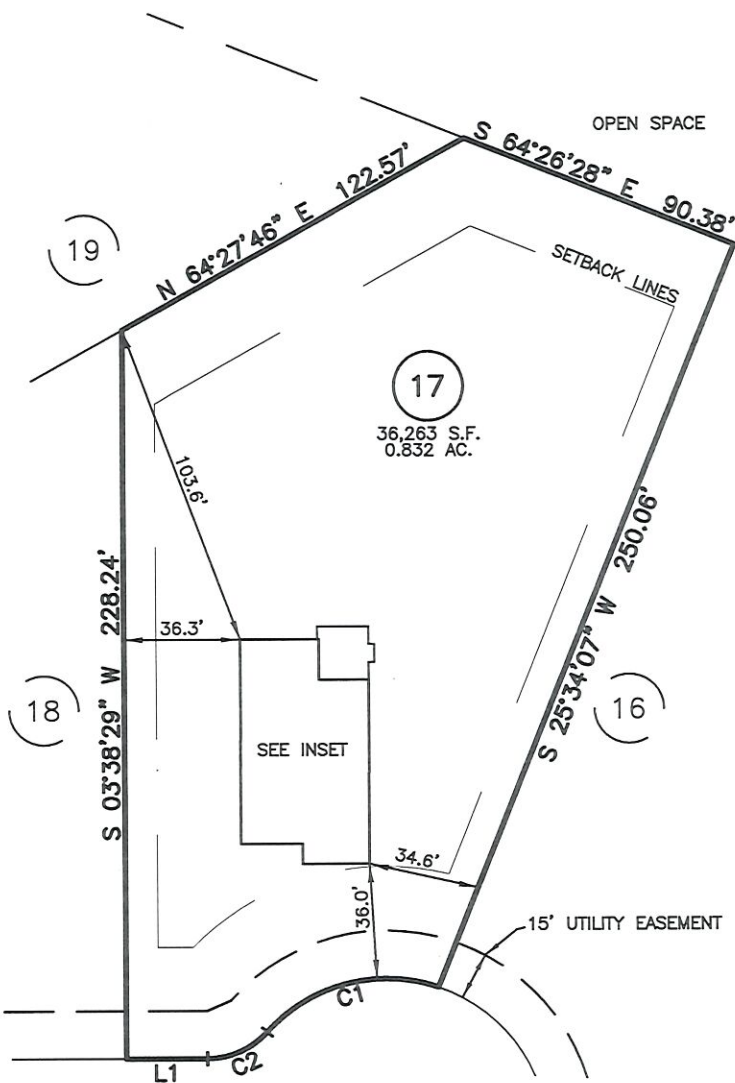 OPEN SPACE
S 64°26'28" E 90.38'
N 64°27'46" E 122.57'
19
SETBACK LINES
17
36,263 S.F.
0.832 AC.
103.6'
S 25°34'07" W 250.06'
S 03°38'29" W 228.24'
36.3'
18
16
SEE INSET
34.6'
36.0'
15' UTILITY EASEMENT
C1
C2
L1